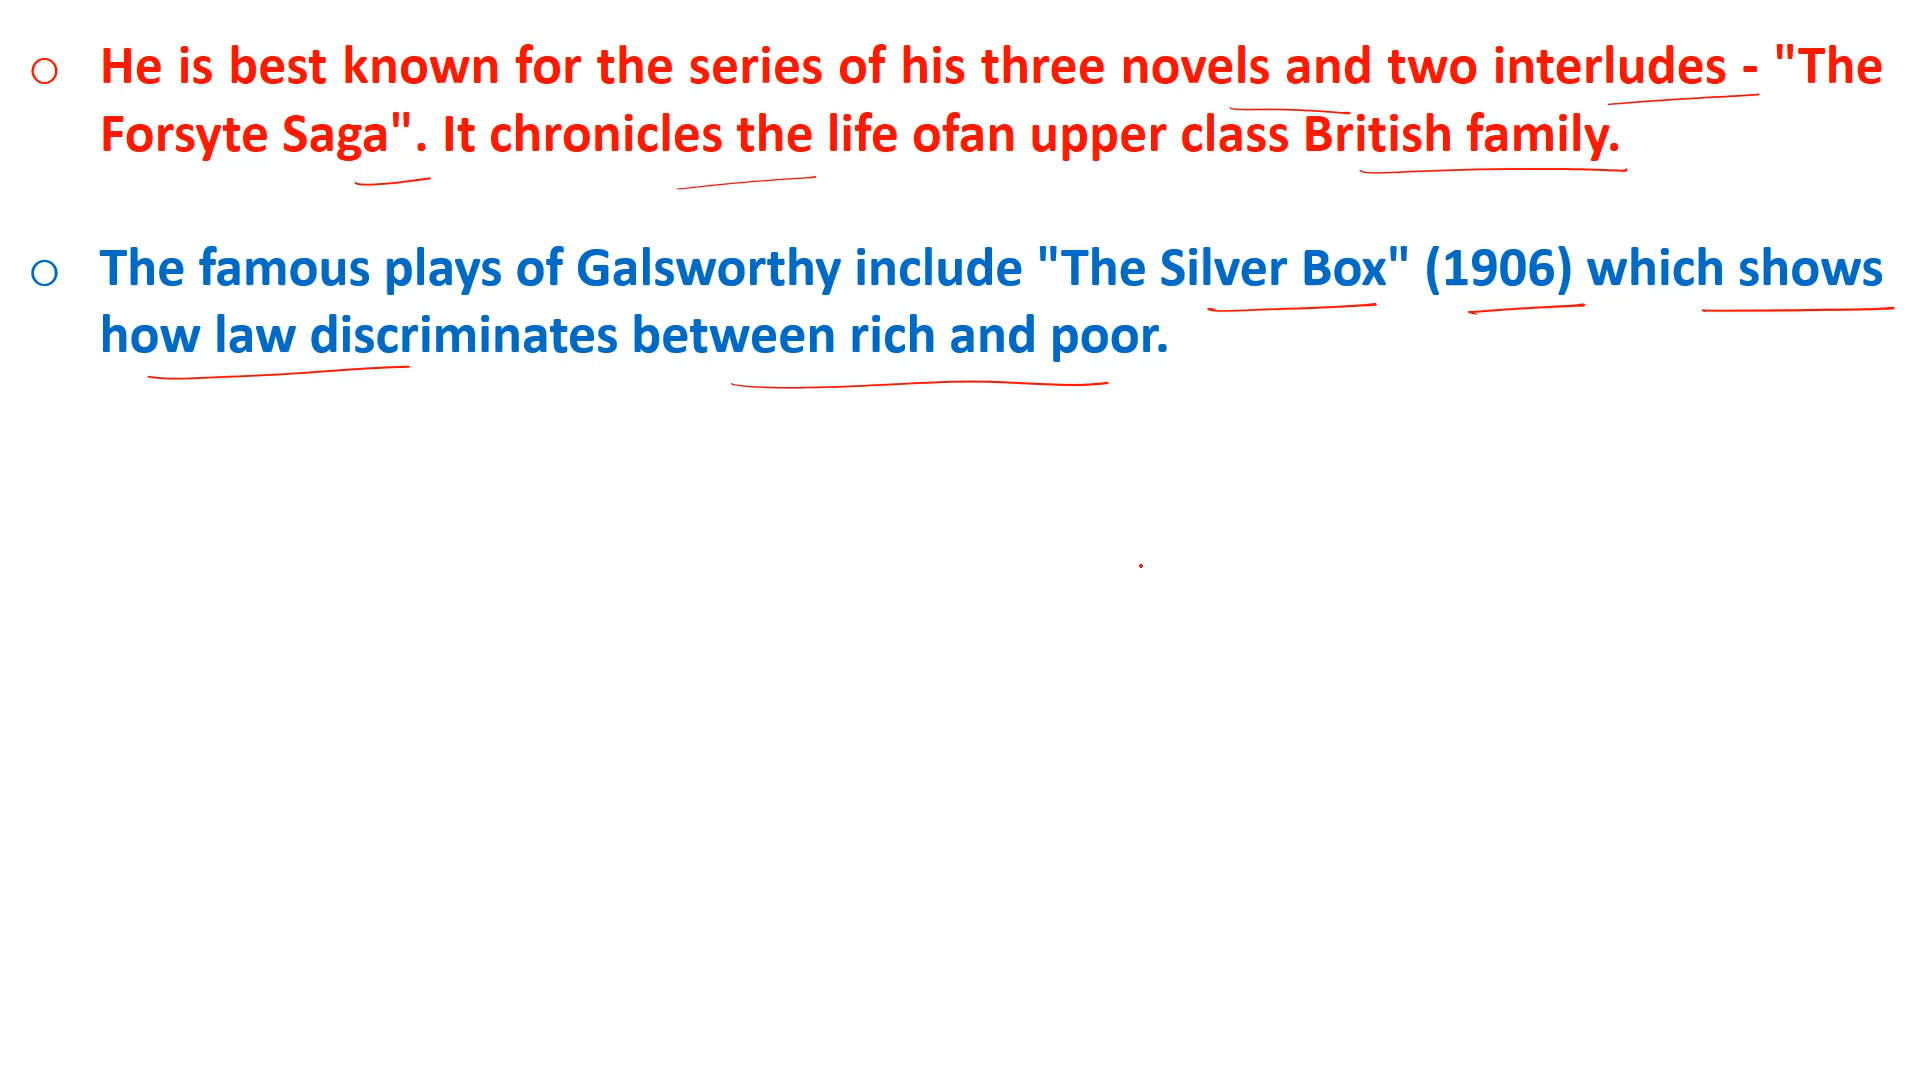 ○ He is best known for the series of his three novels and two interludes - "The
Forsyte Saga". It chronicles the life ofan upper class British family.
○ The famous plays of Galsworthy include "The Silver Box" (1906) which shows
how law discriminates between rich and poor.